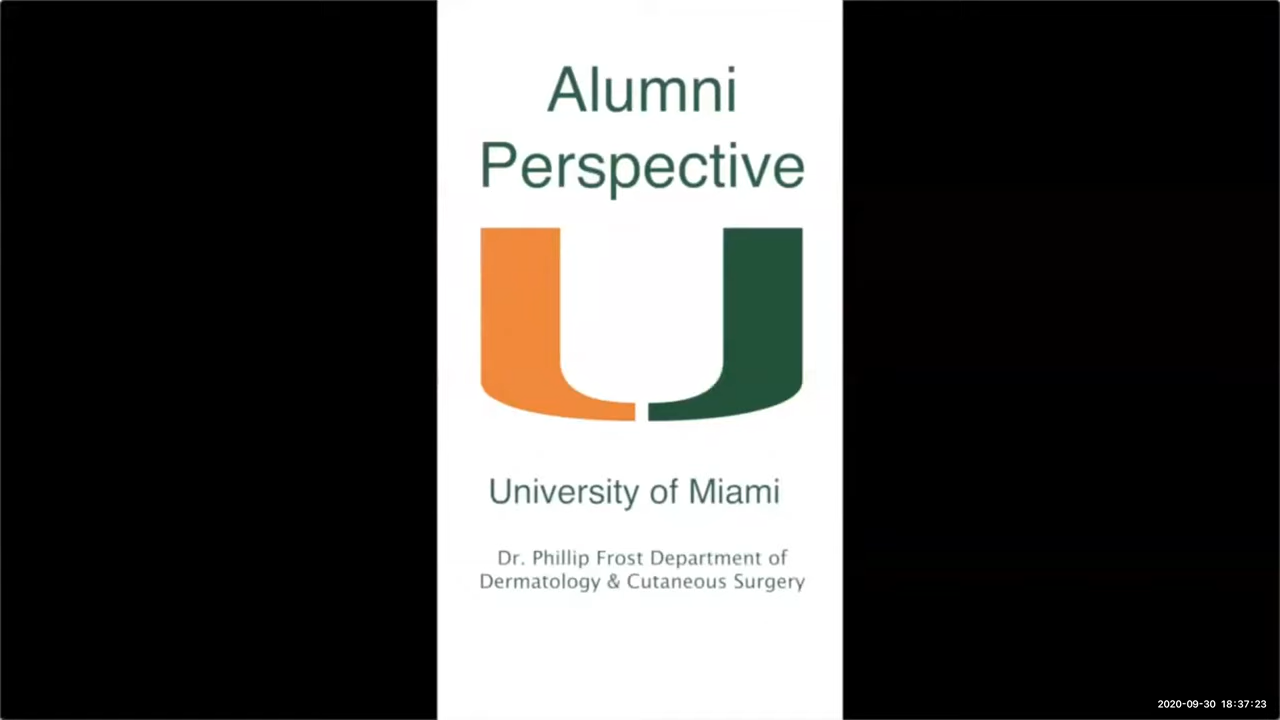 Alumni
Perspective
University of Miami
Dr. Phillip Frost Department of
Dermatology & Cutaneous Surgery
2020-09-30 18:37:23